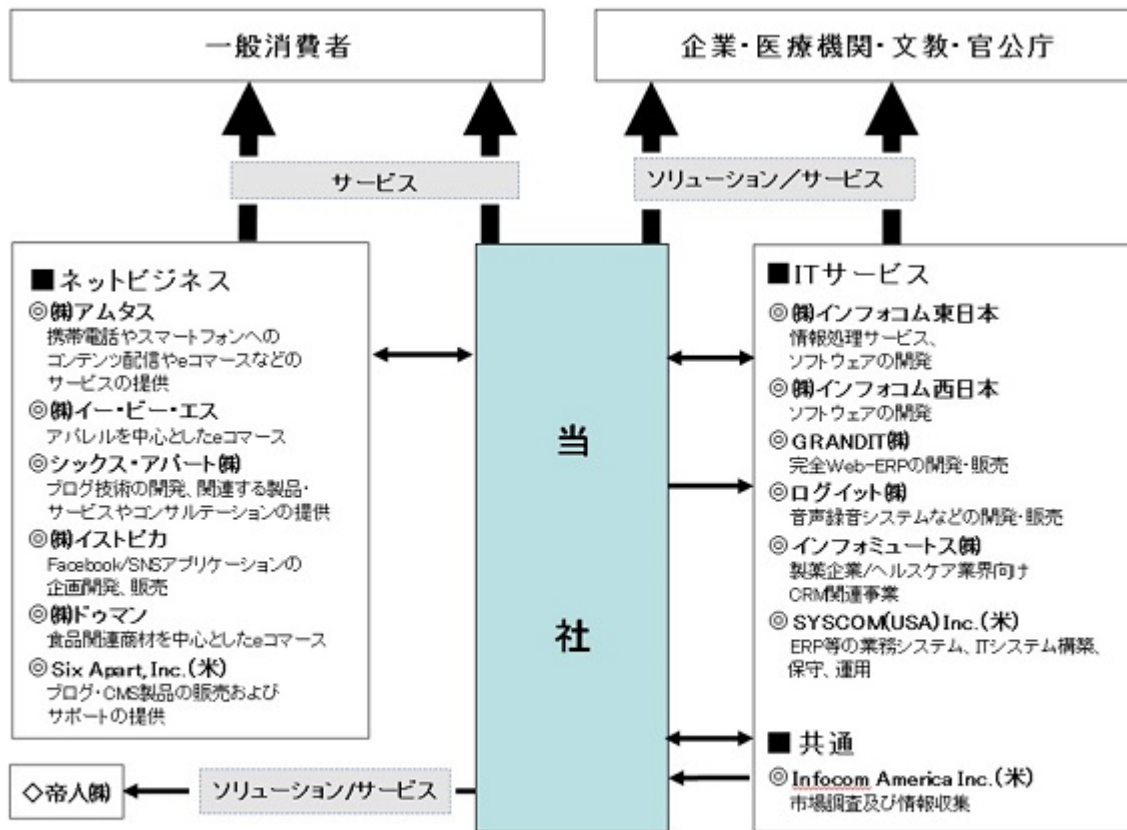 一般消費者
企業・医療機関・文教・官公庁
サービス
ソリューション／サービス
■ネットビジネス
◎㈱アムタス
携帯電話やスマートフォンへの
コンテンツ配信やeコマースなどの
サービスの提供
◎㈱イー・ビー・エス
アパレルを中心としたeコマース
◎シックス・アパート㈱
ブログ技術の開発、関連する製品・
サービスやコンサルテーションの提供
◎㈱イストピカ
Facebook/SNSアプリケーションの
企画開発、販売
◎㈱ドゥマン
食品関連商材を中心としたeコマース
◎Six Apart,Inc.(米)
ブログ・CMS製品の販売および
サポートの提供
当
社
■ITサービス
◎㈱インフォコム東日本
情報処理サービス、
ソフトウェアの開発
◎㈱インフォコム西日本
ソフトウェアの開発
◎GRANDIT㈱
完全Web-ERPの開発・販売
◎ログイット㈱
音声録音システムなどの開発・販売
◎インフォミュートス㈱
製薬企業/ヘルスケア業界向け
CRM関連事業
◎SYSCOM(USA)Inc.(米)
ERP等の業務システム、ITシステム構築、
保守、運用
■共通
◎Infocom America Inc.(米)
市場調査及び情報収集
◇帝人㈱
ソリューション/サービス